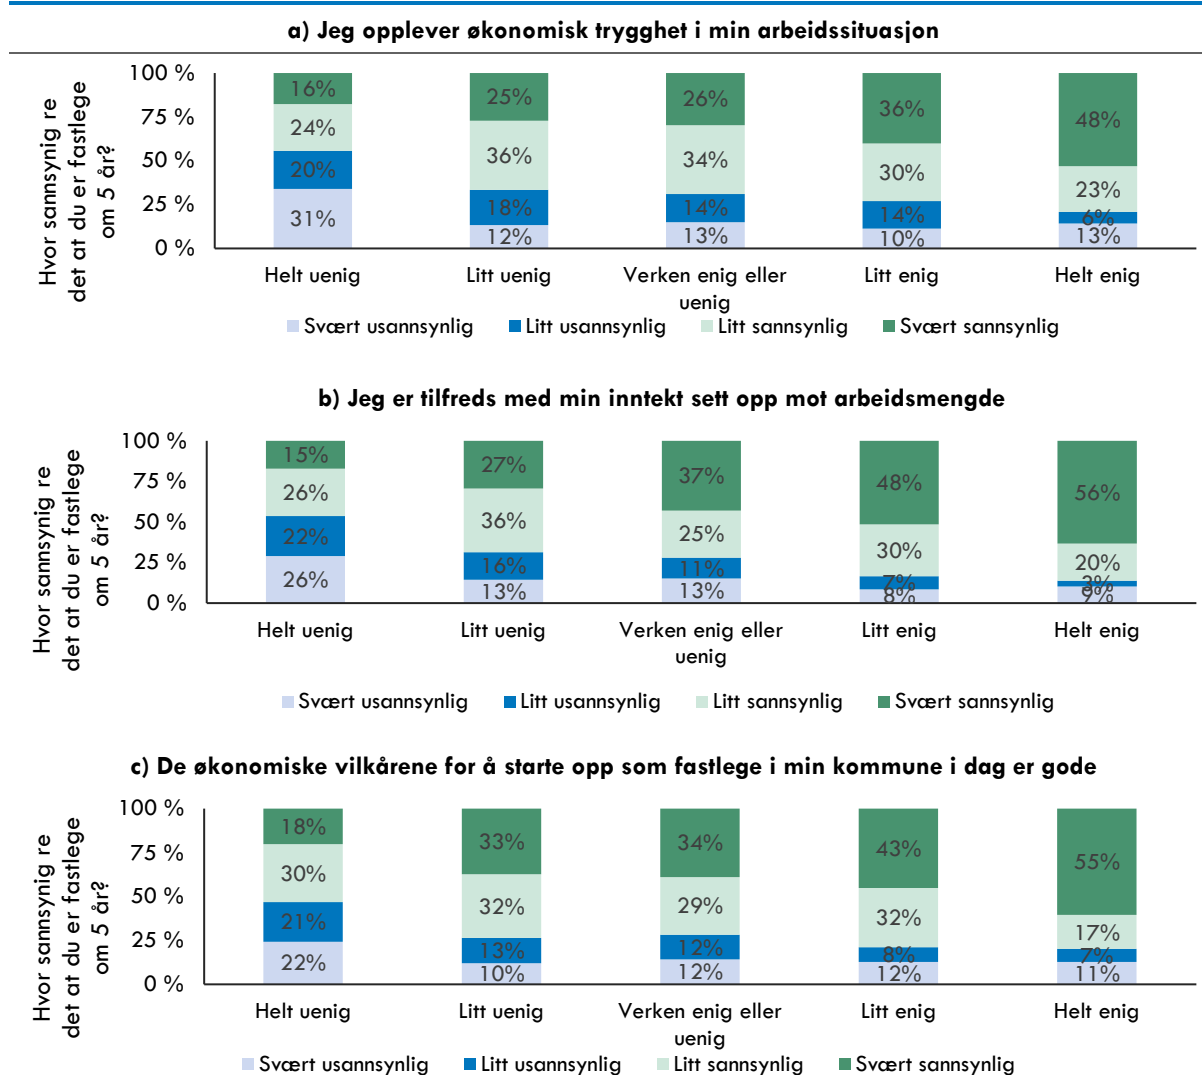 a) Jeg opplever økonomisk trygghet i min arbeidssituasjon
Hvor sannsynig re
det at du er fastlege
om 5 år?
100 %
75 %
50 %
25 %
0 %
16%
24%
20%
31%
25%
36%
18%
12%
26%
34%
14%
13%
36%
30%
14%
10%
48%
23%
6%
13%
Helt uenig
Litt uenig
Verken enig eller
uenig
Litt enig
Helt enig
Svært usannsynlig
Litt usannsynlig
Litt sannsynlig
Svært sannsynlig
b) Jeg er tilfreds med min inntekt sett opp mot arbeidsmengde
Hvor sannsynig re
det at du er fastlege
om 5 år?
100 %
75 %
50 %
25 %
0 %
15%
26%
22%
26%
27%
36%
16%
13%
37%
25%
11%
13%
48%
30%
7%
8%
56%
20%
3%
9%
Helt uenig
Litt uenig
Verken enig eller
uenig
Litt enig
Helt enig
Svært usannsynlig
Litt usannsynlig
Litt sannsynlig
Svært sannsynlig
c) De økonomiske vilkårene for å starte opp som fastlege i min kommune i dag er gode
Hvor sannsynig re
det at du er fastlege
om 5 år?
100 %
75 %
50 %
25 %
0 %
18%
30%
21%
22%
33%
32%
13%
10%
34%
29%
12%
12%
43%
32%
8%
12%
55%
17%
7%
11%
Helt uenig
Litt uenig
Verken enig eller
uenig
Litt enig
Helt enig
Svært usannsynlig
Litt usannsynlig
Litt sannsynlig
Svært sannsynlig